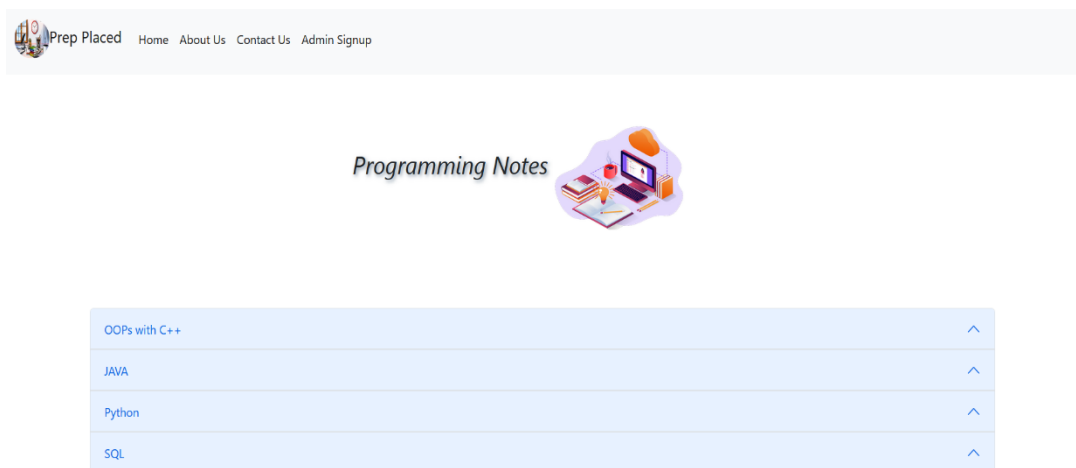 Prep Placed Home About Us Contact Us Admin Signup
Programming Notes
OOPs with C++
JAVA
Python
SQL